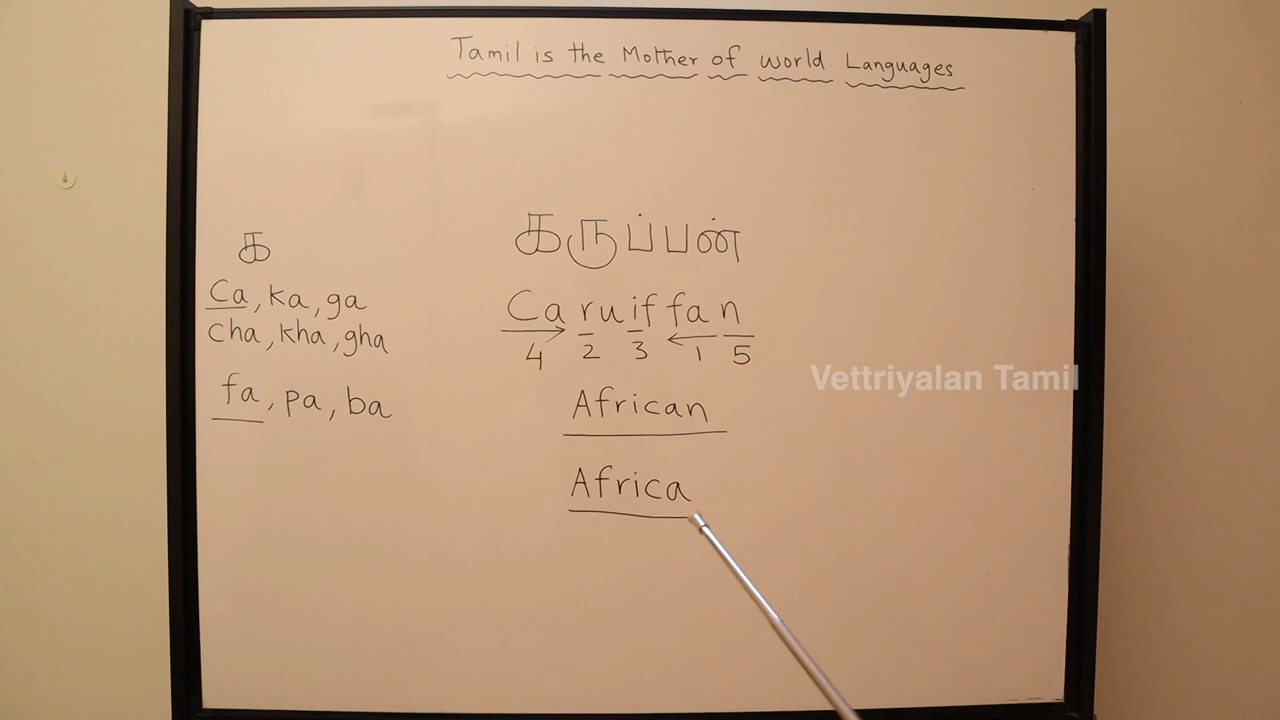 Tamil is the Mother of world Languages
க
Ca, ka, ga
cha, kha, gha
fa, pa, ba
கருப்பன்
Caruiffan
4 2 3 1 5
African
Africa
Vettriyalan Tamil